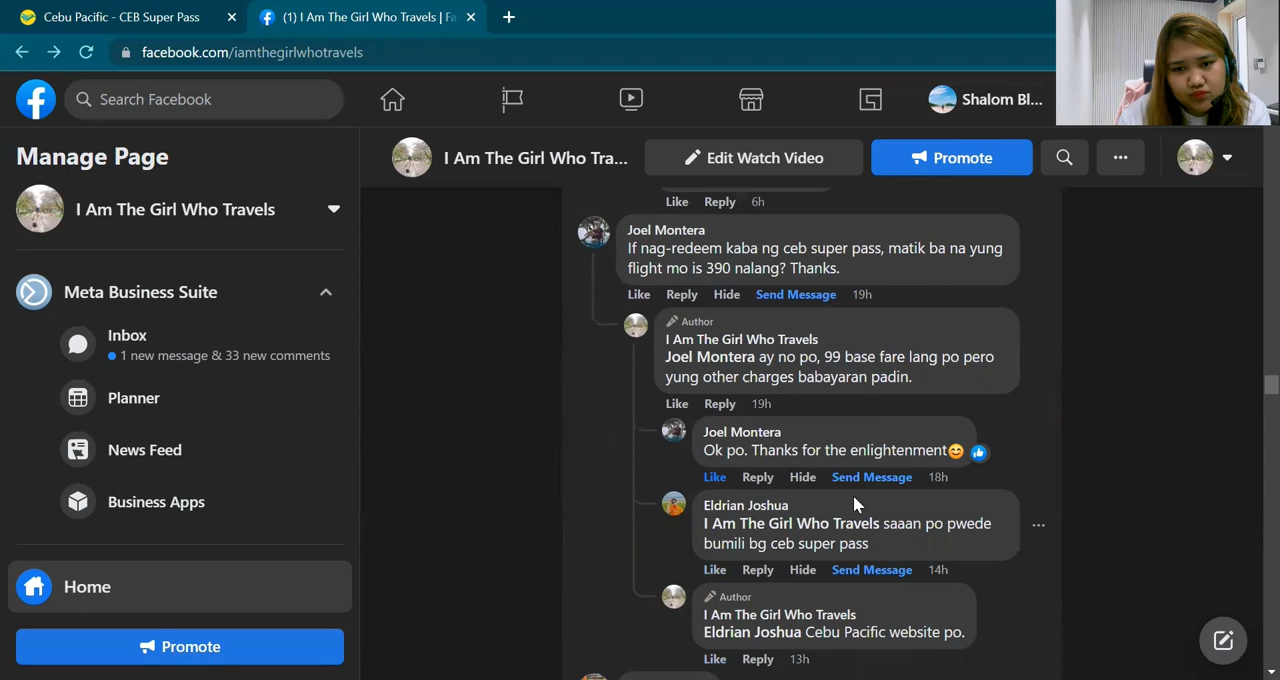 Cebu Pacific - CEB Super Pass
(1) I Am The Girl Who Travels | Fa
facebook.com/iamthegirlwhotravels
Search Facebook
Shalom Bl...
Manage Page
I Am The Girl Who Travels
Meta Business Suite
Inbox
1 new message & 33 new comments
Planner
News Feed
Business Apps
Home
Promote
I Am The Girl Who Tra...
Edit Watch Video
Promote
Like Reply 6h
Joel Montera
If nag-redeem kaba ng ceb super pass, matik ba na yung
flight mo is 390 nalang? Thanks.
Like Reply Hide Send Message 19h
Author
I Am The Girl Who Travels
Joel Montera ay no po, 99 base fare lang po pero
yung other charges babayaran padin.
Like Reply 19h
Joel Montera
Ok po. Thanks for the enlightenment😊
Like Reply Hide Send Message 18h
Eldrian Joshua
I Am The Girl Who Travels saaan po pwede
bumili bg ceb super pass
Like Reply Hide Send Message 14h
Author
I Am The Girl Who Travels
Eldrian Joshua Cebu Pacific website po.
Like Reply 13h